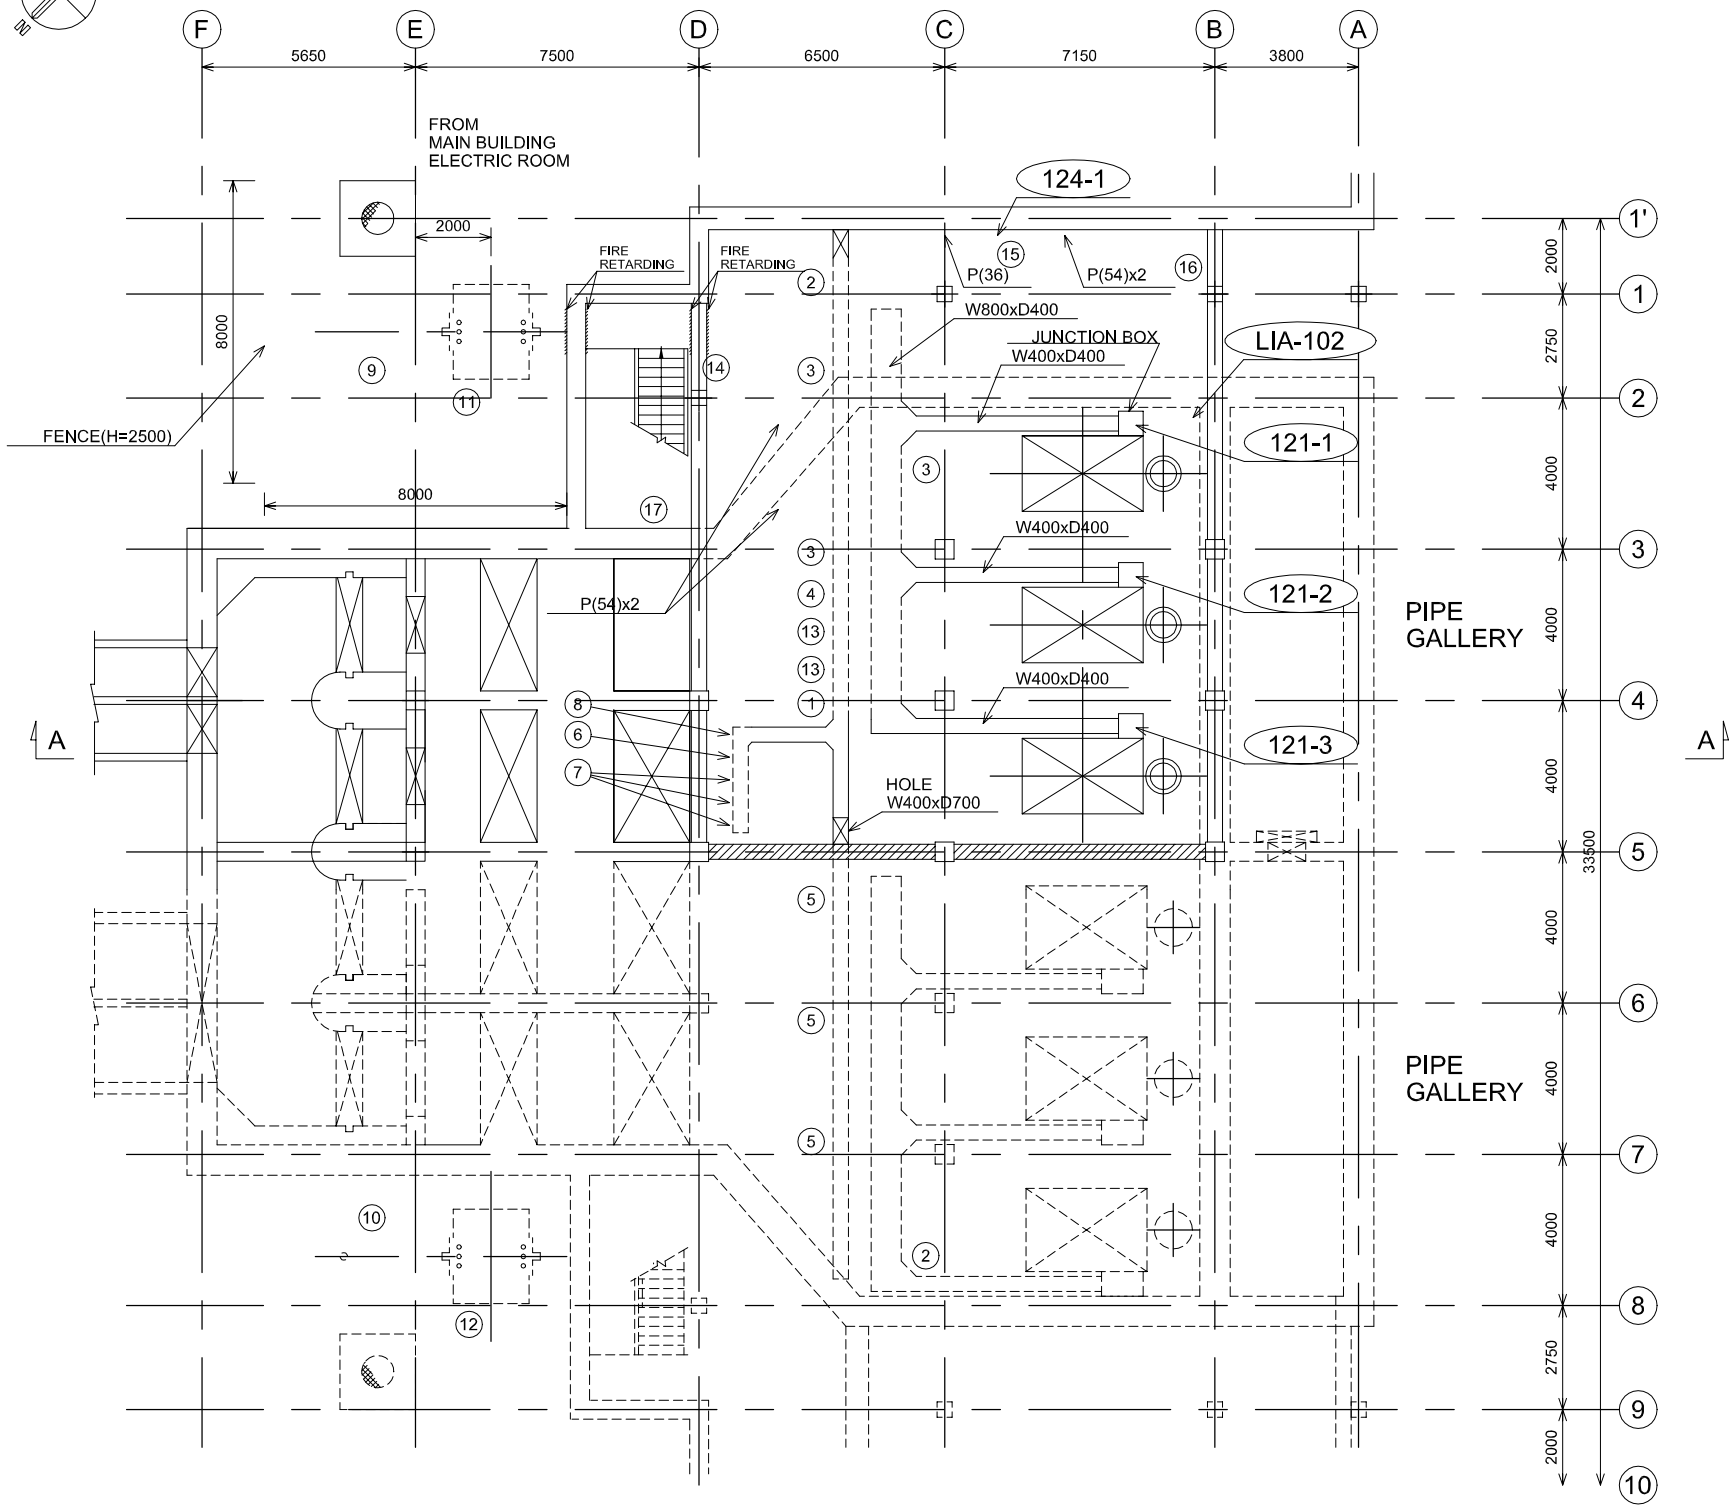 N
F
E
D
C
B
A
5650
7500
6500
7150
3800
FROM
MAIN BUILDING
ELECTRIC ROOM
124-1
1'
2000
FIRE
RETARDING
FIRE
RETARDING
2
15
P(36)
P(54)x2
16
2000
1
8000
W800xD400
JUNCTION BOX
W400xD400
LIA-102
2750
9
14
3
11
2
FENCE(H=2500)
121-1
3
4000
8000
17
W400xD400
3
3
4
121-2
P(54)x2
PIPE
GALLERY
4000
13
13
W400xD400
8
1
4
6
A
121-3
A
7
HOLE
W400xD700
4000
5
33500
5
4000
5
6
PIPE
GALLERY
4000
5
7
10
4000
2
8
12
2750
9
2000
10